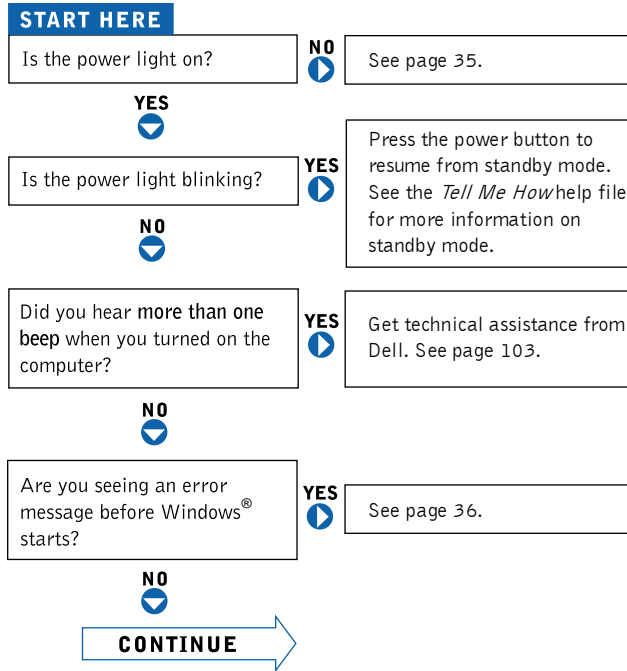 START HERE
Is the power light on?
NO
See page 35.
YES
Is the power light blinking?
YES
Press the power button to
resume from standby mode.
See the Tell Me How help file
for more information on
standby mode.
NO
Did you hear more than one
beep when you turned on the
computer?
YES
Get technical assistance from
Dell. See page 103.
NO
Are you seeing an error
message before Windows®
starts?
YES
See page 36.
NO
CONTINUE